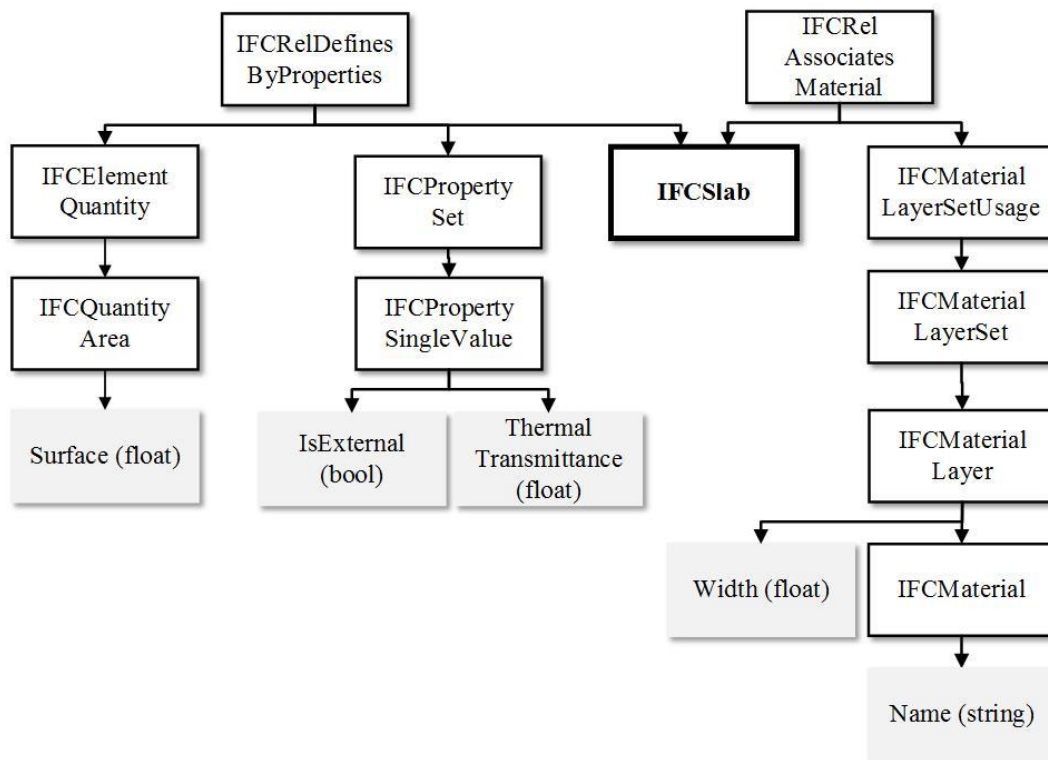 IFCRelDefines
ByProperties
IFCRel
Associates
Material
IFCElement
Quantity
IFCProperty
Set
IFCSlab
IFCMaterial
LayerSetUsage
IFCQuantity
Area
IFCProperty
SingleValue
IFCMaterial
LayerSet
Surface (float)
IsExternal
(bool)
Thermal
Transmittance
(float)
IFCMaterial
Layer
Width (float)
IFCMaterial
Name (string)